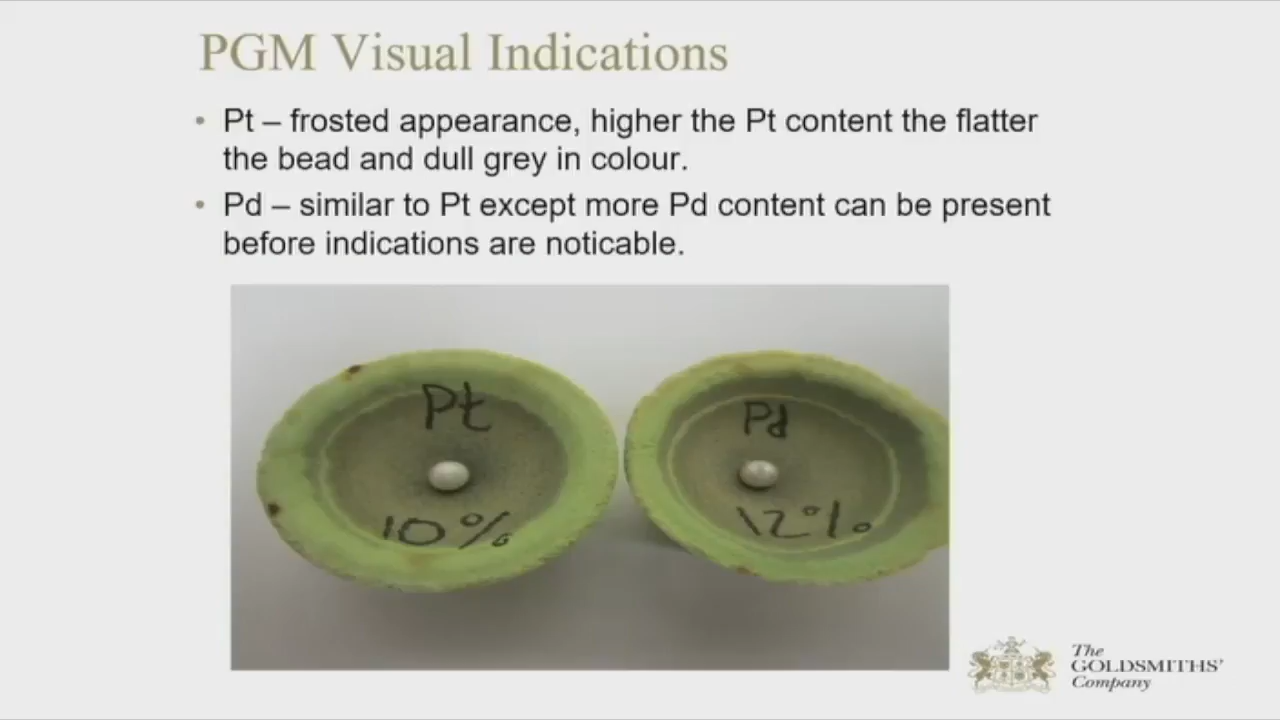 PGM Visual Indications
• Pt – frosted appearance, higher the Pt content the flatter
the bead and dull grey in colour.
• Pd – similar to Pt except more Pd content can be present
before indications are noticable.
Pt
10%
Pd
12%
The
GOLDSMITHS'
Company